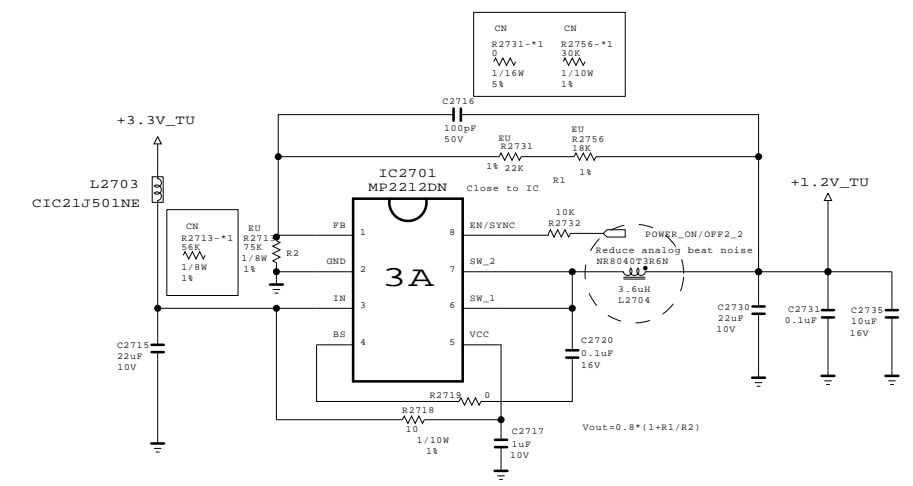 CN
CN
R2731-*1
R2756-*1
0
30K
1/16W
1/10W
5%
1%
C2716
100pF
50V
+3.3V_TU
EU
R2731
1% 22K
EU
R2756
18K
1%
R1
L2703
CIC21J501NE
IC2701
MP2212DN
Close to IC
+1.2V_TU
CN
R2713-*1
56K
1/8W
1%
EU
R2713
75K
1/8W
1%
R2
FB
1
8
EN/SYNC
10K
R2732
POWER_ON/OFF2_2
Reduce analog beat noise
NR8040T3R6N
GND
2
3A
7
SW_2
3.6uH
L2704
IN
3
6
SW_1
BS
4
5
VCC
C2715
22uF
10V
C2720
0.1uF
16V
C2730
22uF
10V
C2731
0.1uF
C2735
10uF
16V
R2719
0
R2718
10
1/10W
1%
C2717
1uF
10V
Vout=0.8*(1+R1/R2)